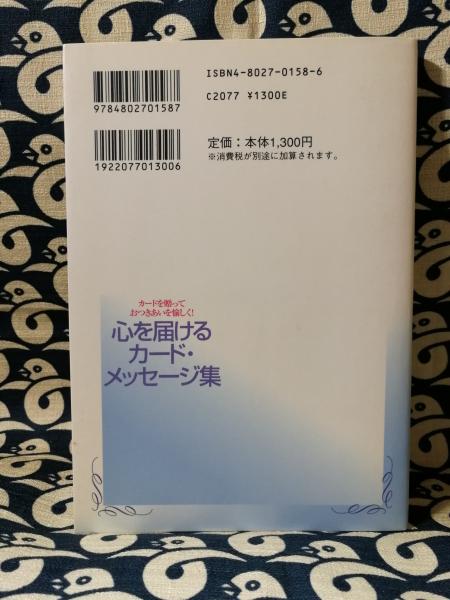 ISBN4-8027-0158-6
C2077 ¥1300E
9784802701587
定価：本体1,300円
※消費税が別途に加算されます。
1922077013006
カードを贈って
おつきあいを愉しく!
心を届ける
カード・
メッセージ集